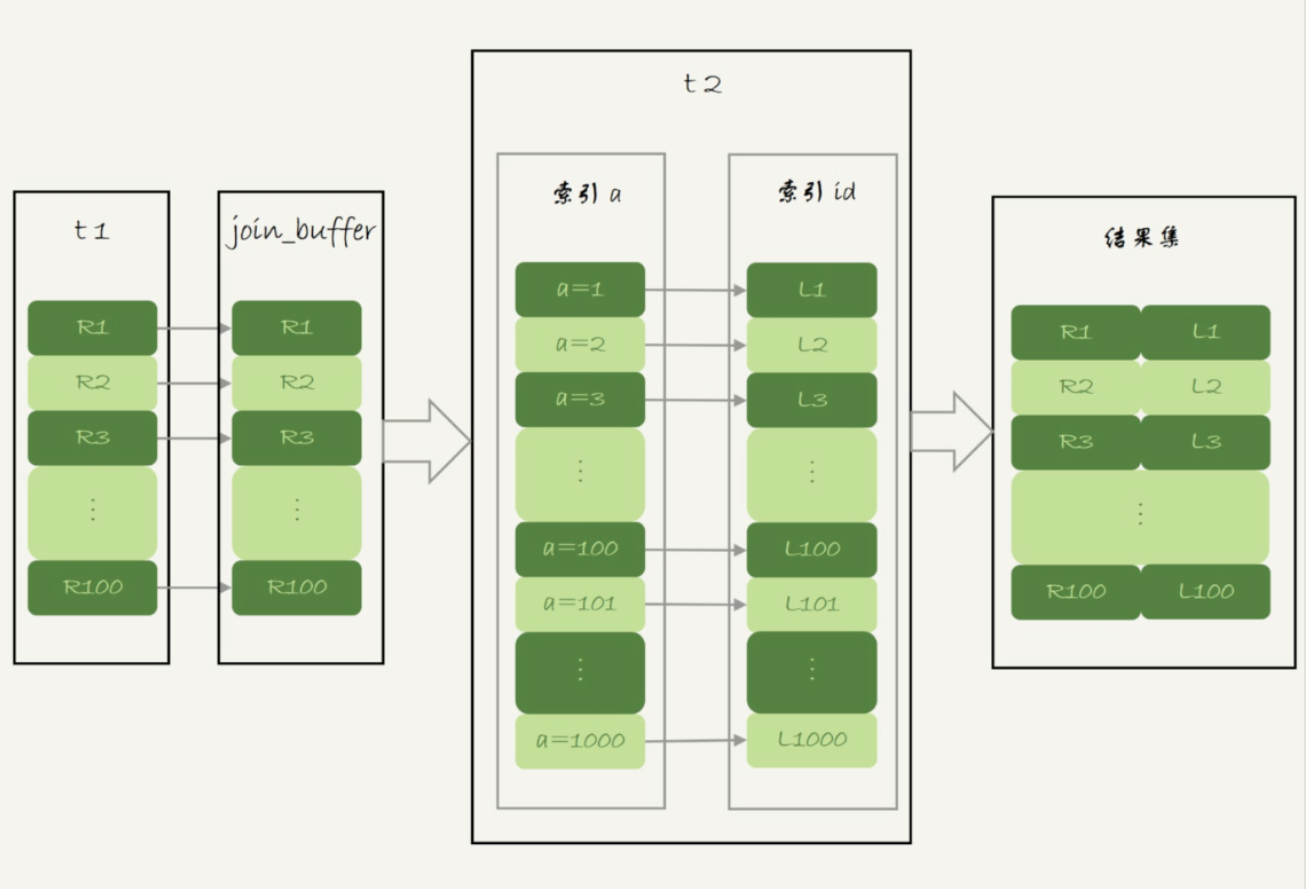 t1
R1
R2
R3
⋮
R100
join_buffer
R1
R2
R3
⋮
R100
t2
索引 a
a=1
a=2
a=3
⋮
a=100
a=101
⋮
a=1000
索引 id
L1
L2
L3
⋮
L100
L101
⋮
L1000
结果集
R1 L1
R2 L2
R3 L3
⋮
R100 L100